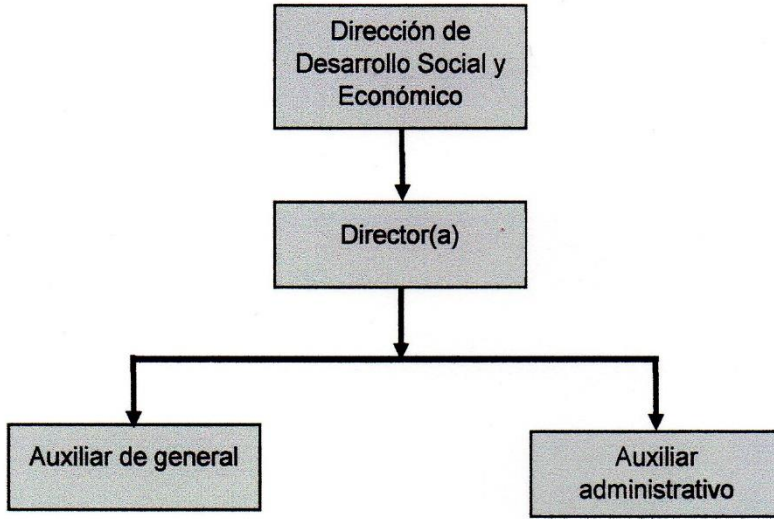 Dirección de
Desarrollo Social y
Económico
Director(a)
Auxiliar de general
Auxiliar
administrativo